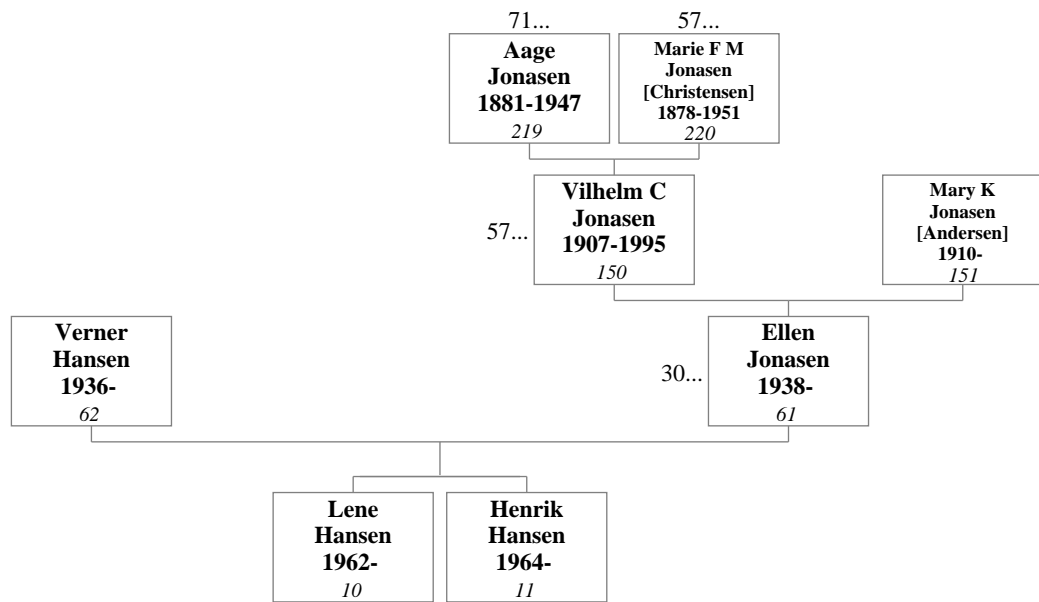 71...
57...
Aage
Jonasen
1881-1947
219
Marie F M
Jonasen
[Christensen]
1878-1951
220
57...
Vilhelm C
Jonasen
1907-1995
150
Mary K
Jonasen
[Andersen]
1910-
151
Verner
Hansen
1936-
62
30...
Ellen
Jonasen
1938-
61
Lene
Hansen
1962-
10
Henrik
Hansen
1964-
11